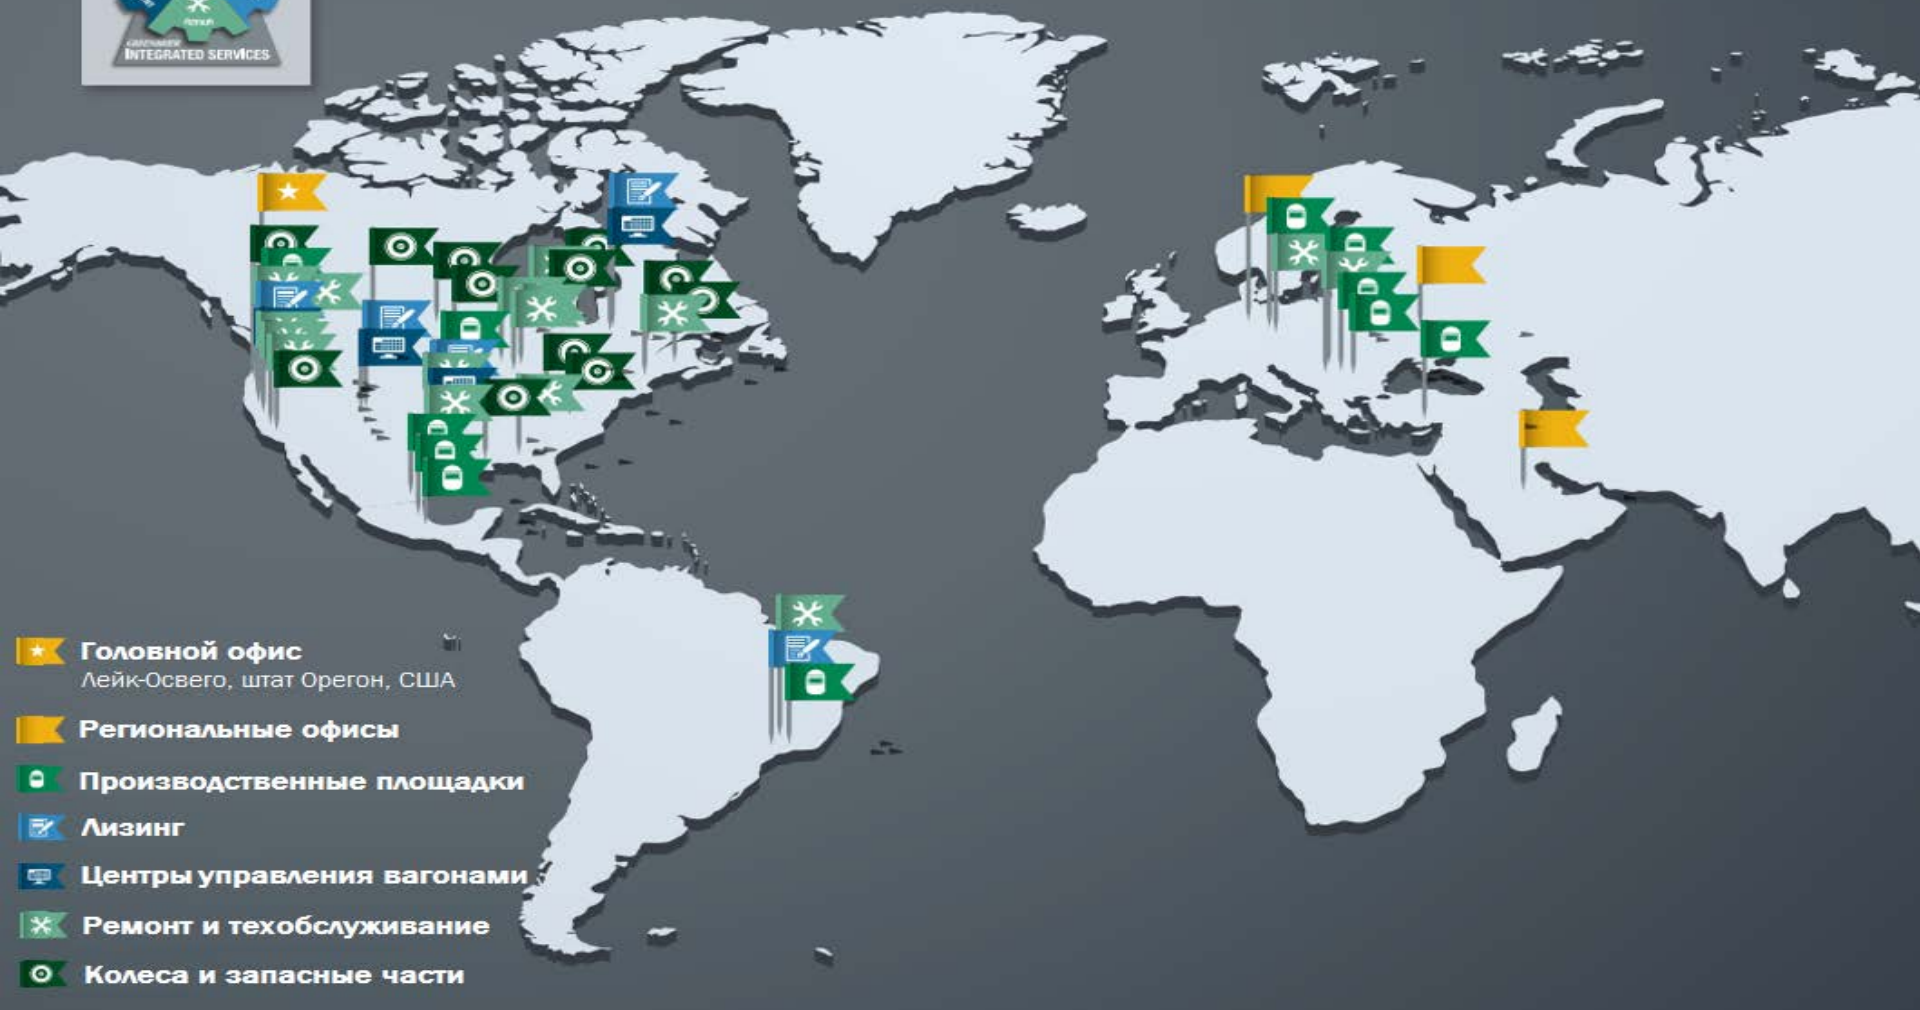 INTEGRATED SERVICES
Головной офис
Лейк-Освего, штат Орегон, США
Региональные офисы
Производственные площадки
Лизинг
Центры управления вагонами
Ремонт и техобслуживание
Колеса и запасные части